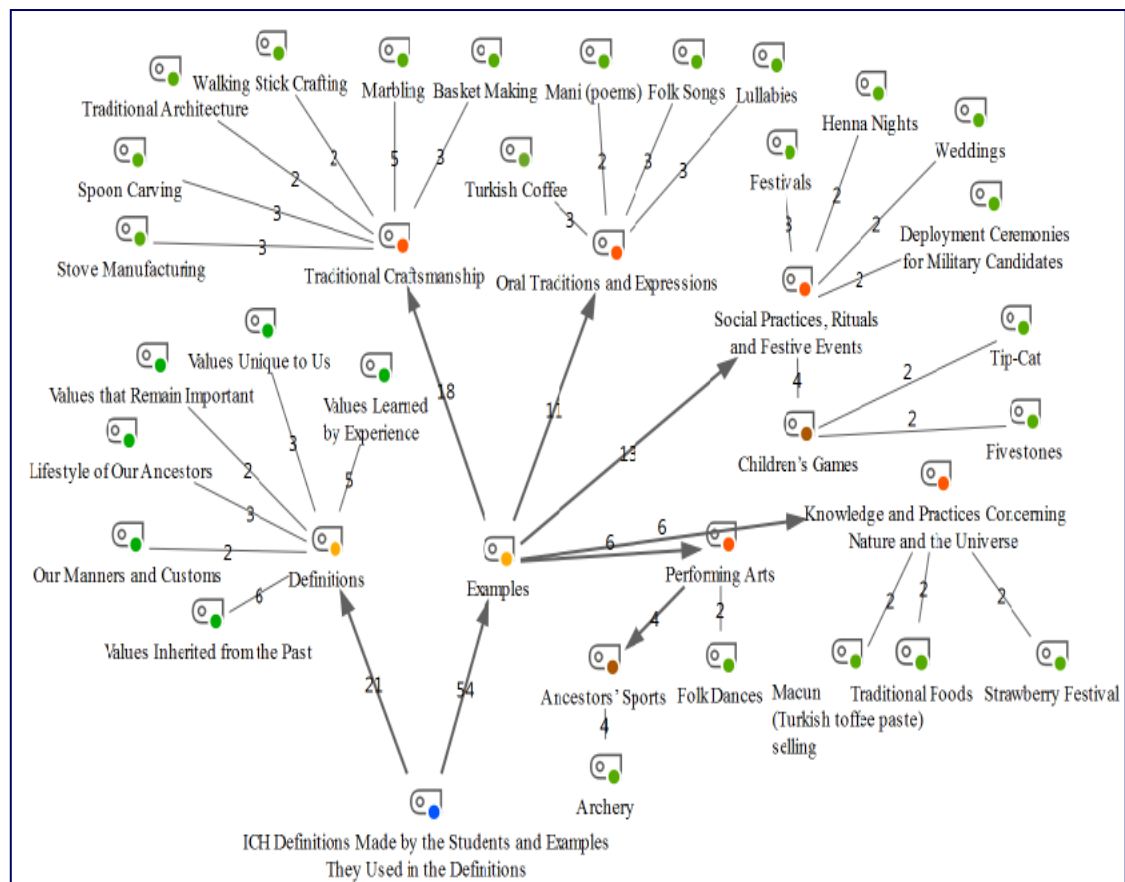 Walking Stick Crafting
Marbling
Basket Making
Mani (poems)
Folk Songs
Lullabies
Traditional Architecture
Henna Nights
Weddings
Spoon Carving
Turkish Coffee
Festivals
2
2
5
3
2
3
3
2
2
3
3
3
3
2
2
Stove Manufacturing
Traditional Craftsmanship
Oral Traditions and Expressions
Deployment Ceremonies
for Military Candidates
Social Practices, Rituals
and Festive Events
Values Unique to Us
Values that Remain Important
Values Learned
by Experience
Tip-Cat
18
11
13
4
2
2
Lifestyle of Our Ancestors
Children's Games
Fivestones
3
2
5
3
2
6
Our Manners and Customs
Definitions
Examples
6
6
Performing Arts
Knowledge and Practices Concerning
Nature and the Universe
Values Inherited from the Past
4
2
2
2
2
Ancestors' Sports
Folk Dances
Macun
(Turkish toffee paste)
selling
Traditional Foods
Strawberry Festival
21
54
4
Archery
ICH Definitions Made by the Students and Examples
They Used in the Definitions